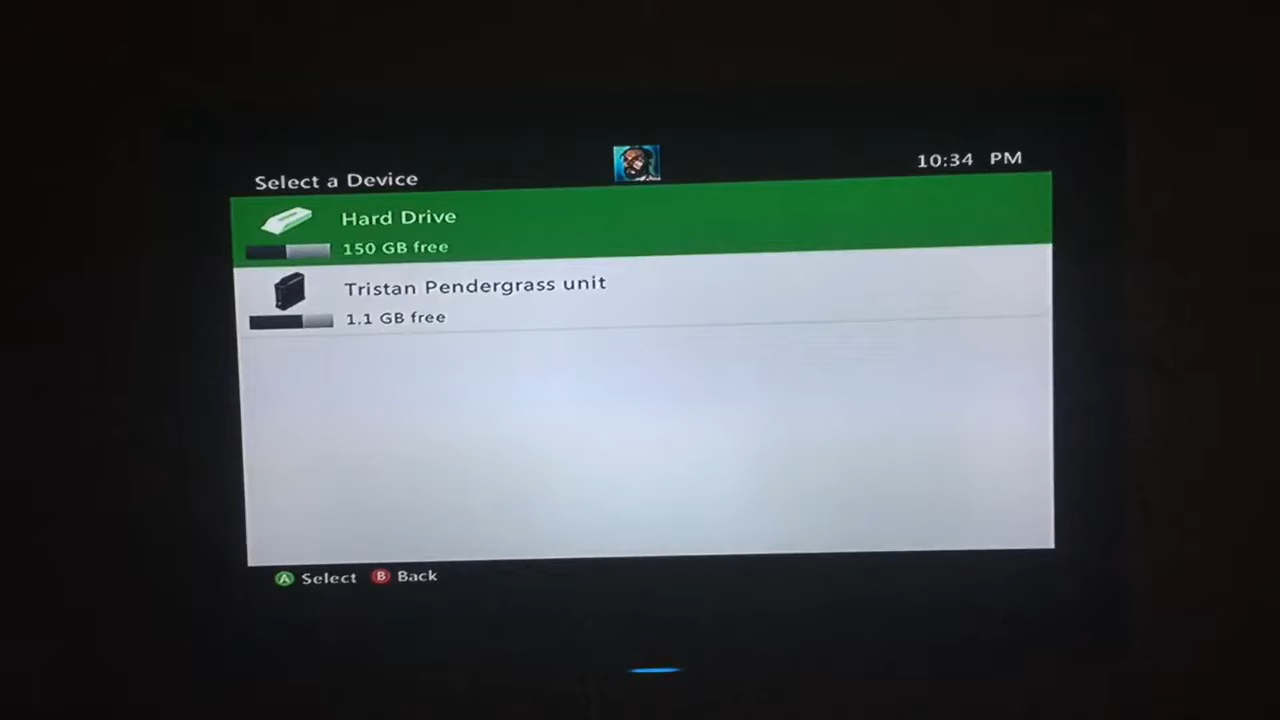 Select a Device
10:34 PM
Hard Drive
150 GB free
Tristan Pendergrass unit
1.1 GB free
A Select B Back